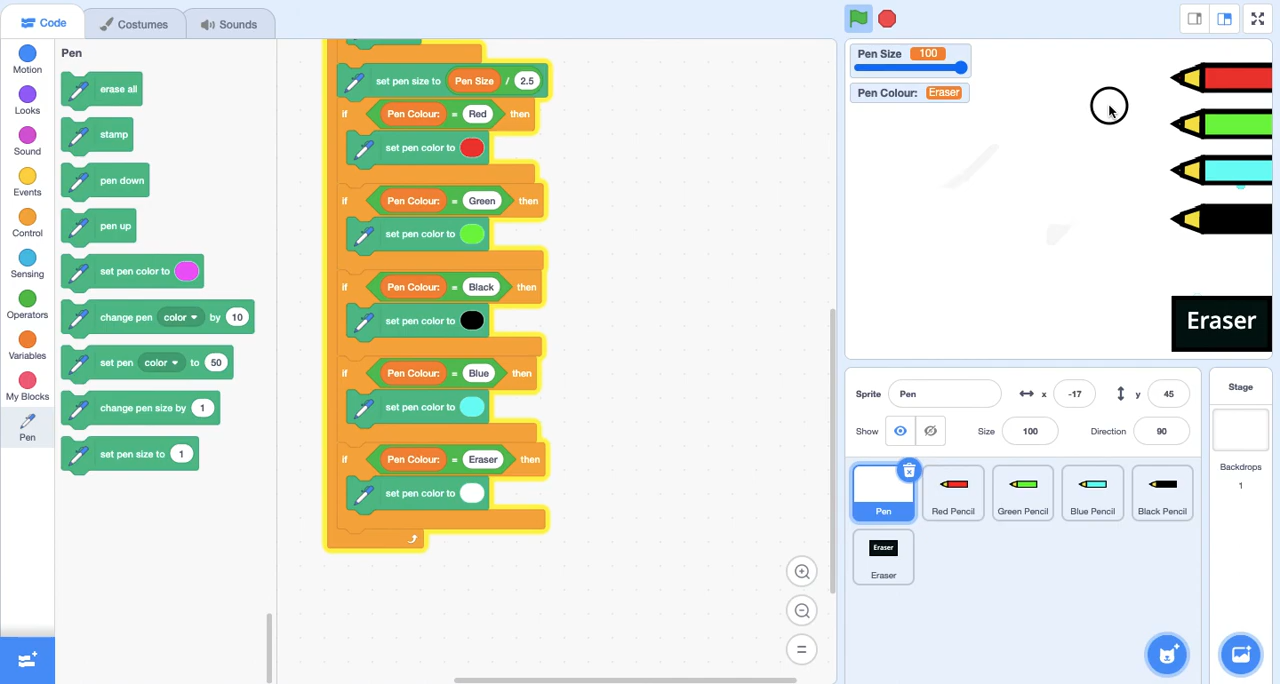 Code
Costumes
Sounds
Motion
Looks
Sound
Events
Control
Sensing
Operators
Variables
My Blocks
Pen
Pen
erase all
stamp
pen down
pen up
set pen color to
change pen color by 10
set pen color to 50
change pen size by 1
set pen size to 1
set pen size to Pen Size / 2.5
if Pen Colour: = Red then
set pen color to
if Pen Colour: = Green then
set pen color to
if Pen Colour: = Black then
set pen color to
if Pen Colour: = Blue then
set pen color to
if Pen Colour: = Eraser then
set pen color to
Pen Size 100
Pen Colour: Eraser
Eraser
Sprite Pen x -17 y 45
Show Size 100 Direction 90
Pen
Red Pencil
Green Pencil
Blue Pencil
Black Pencil
Eraser
Eraser
Stage
Backdrops
1